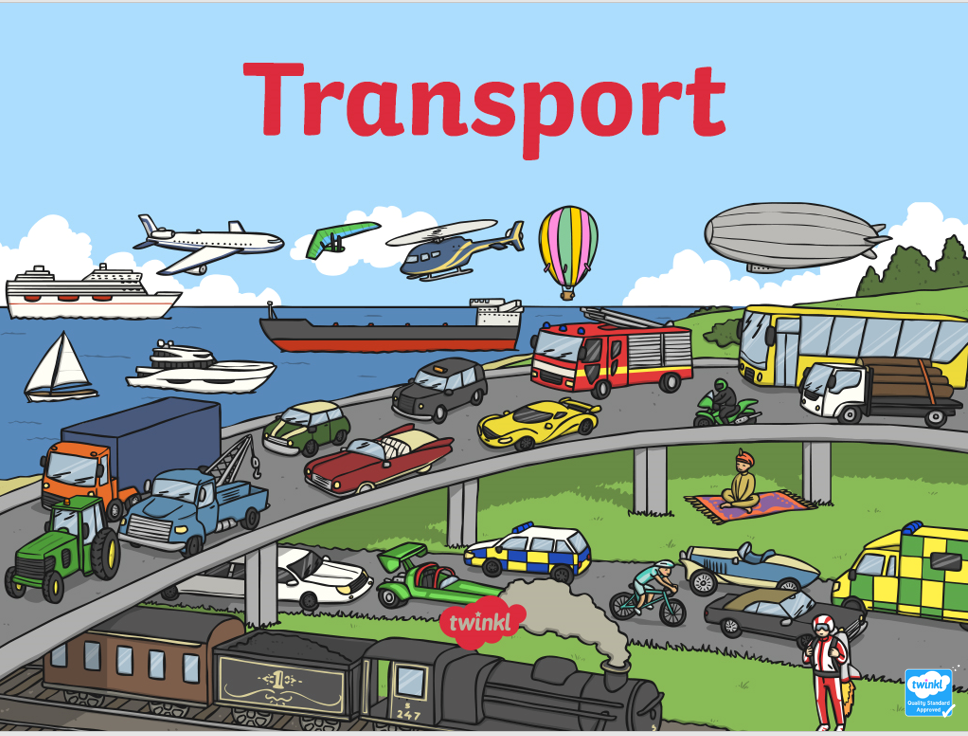 Transport
twinkl
1
S
247
twinkl
Quality Standard
Approved